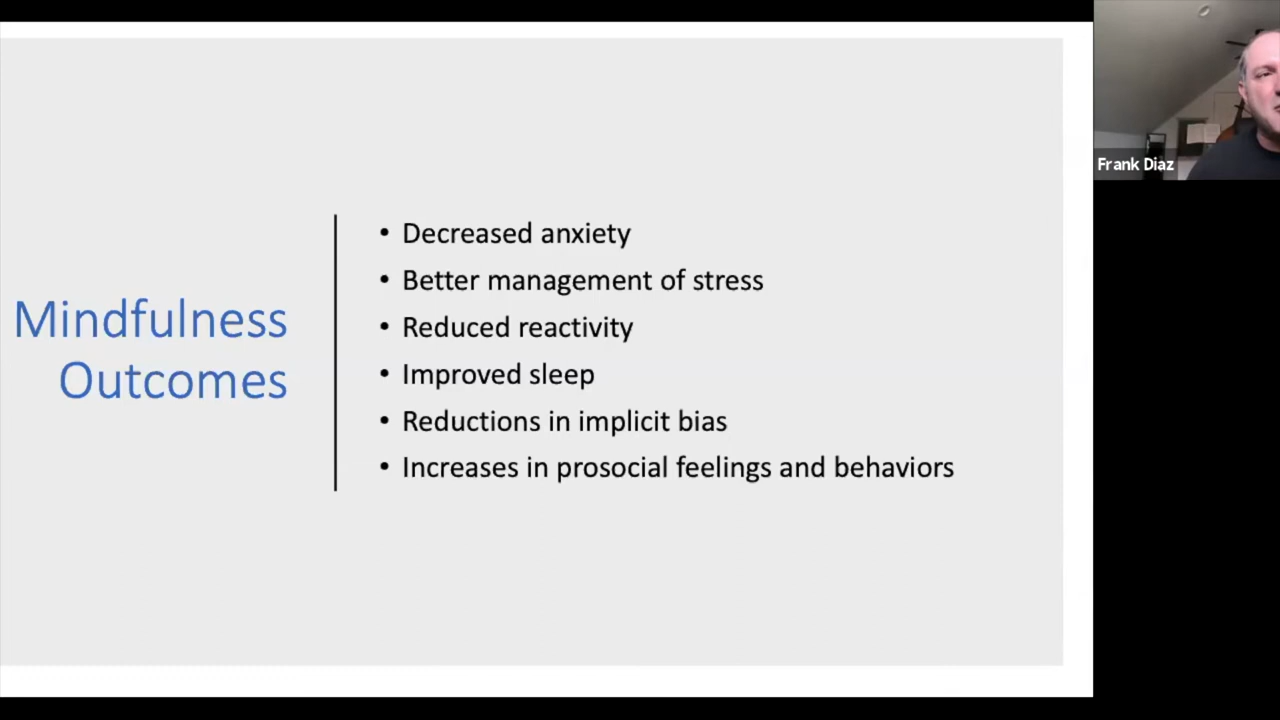 Mindfulness
Outcomes
• Decreased anxiety
• Better management of stress
• Reduced reactivity
• Improved sleep
• Reductions in implicit bias
• Increases in prosocial feelings and behaviors
Frank Diaz